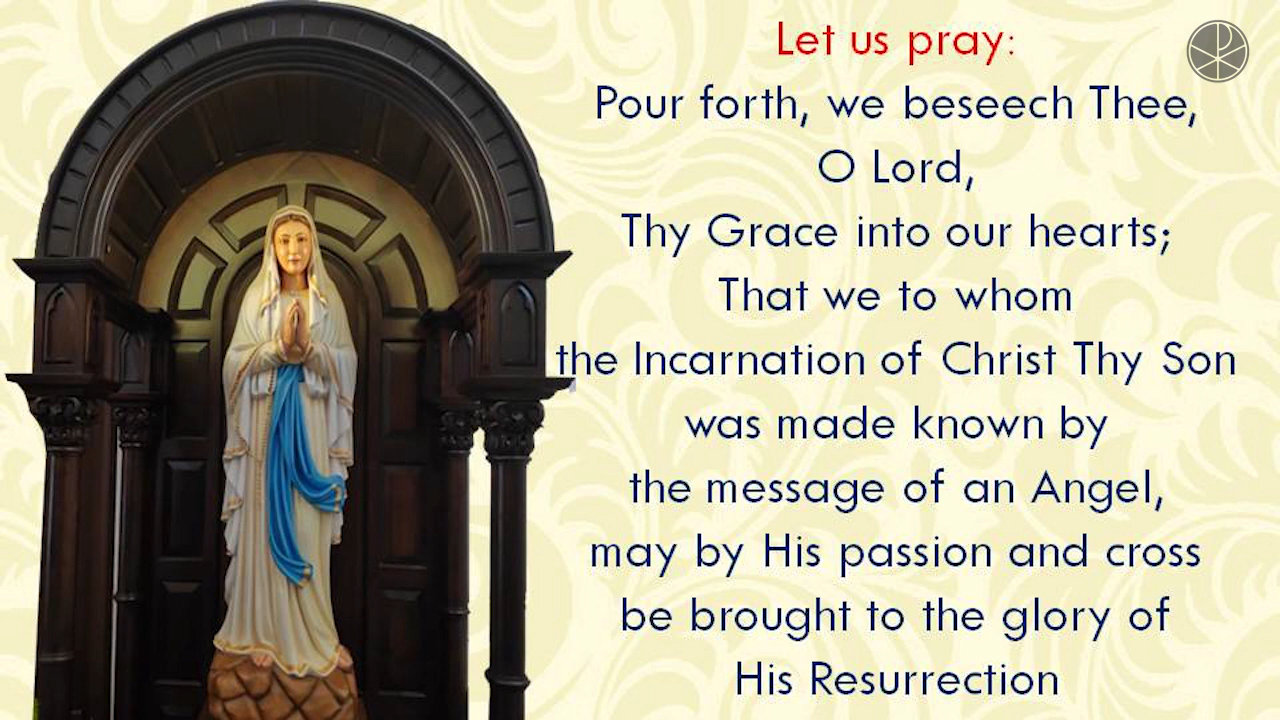 Let us pray:
Pour forth, we beseech Thee,
O Lord,
Thy Grace into our hearts;
That we to whom
the Incarnation of Christ Thy Son
was made known by
the message of an Angel,
may by His passion and cross
be brought to the glory of
His Resurrection